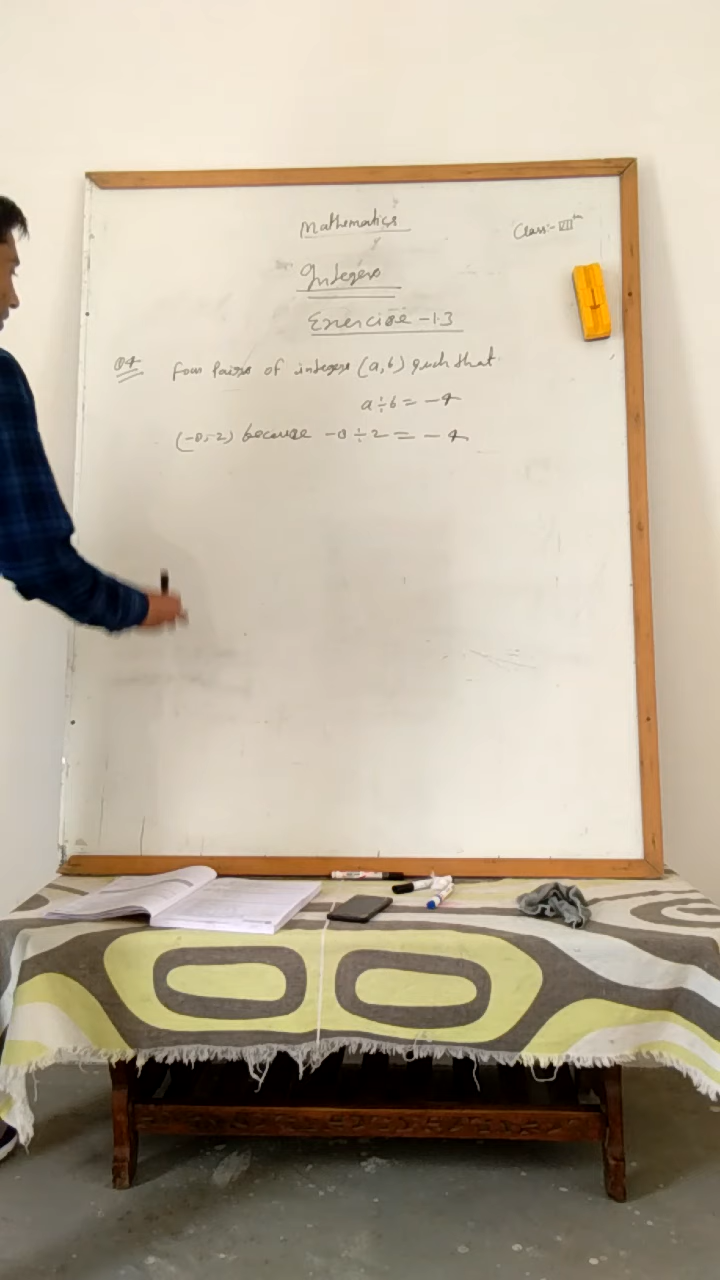 Mathematics
Class:- VII th
Integers
Exercise - 1.3
Q4 Four Pairs of integers (a,b) such that
a÷b = -4
(-8,2) because -8÷2 = -4